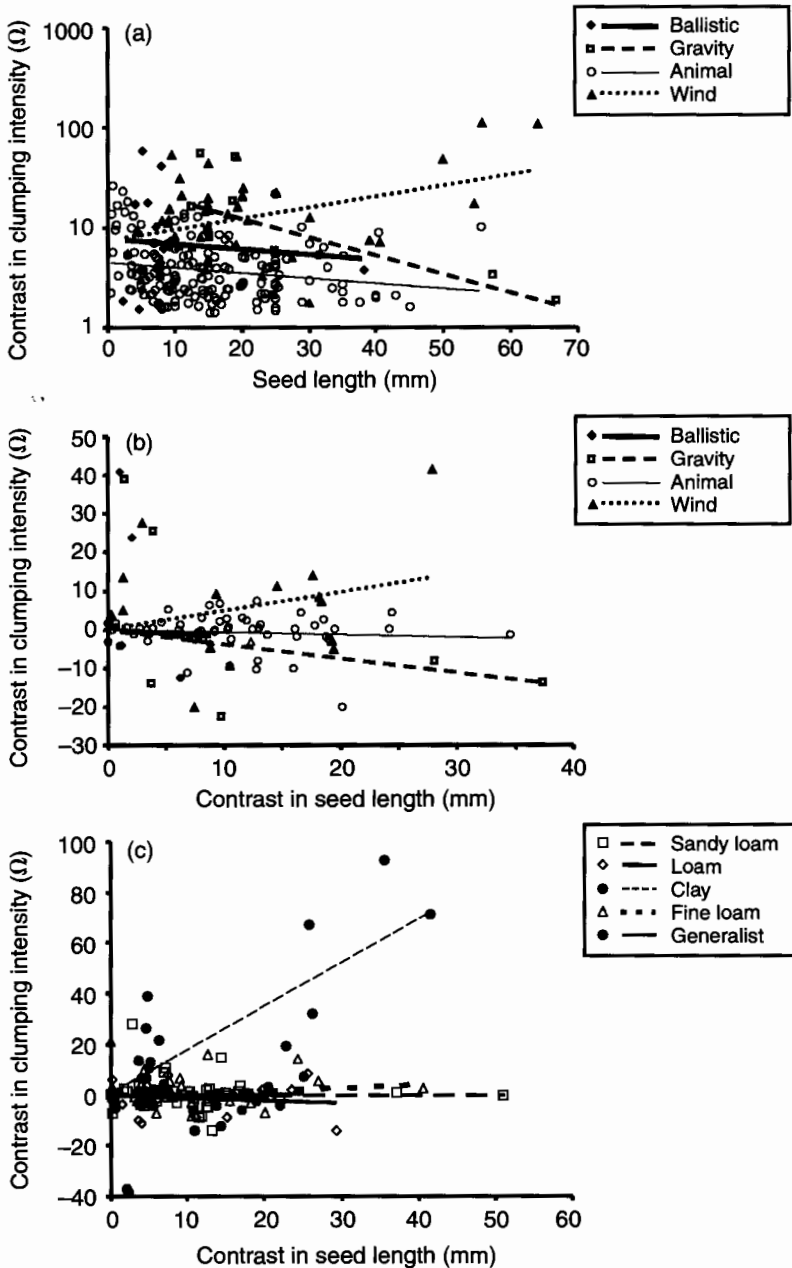 (a)
Contrast in clumping intensity (Ω)
1000
100
10
1
0 10 20 30 40 50 60 70
Seed length (mm)
Ballistic
Gravity
Animal
Wind
(b)
Contrast in clumping intensity (Ω)
50
40
30
20
10
0
−10
−20
−30
0 10 20 30 40
Contrast in seed length (mm)
Ballistic
Gravity
Animal
Wind
(c)
Contrast in clumping intensity (Ω)
100
80
60
40
20
0
−20
−40
0 10 20 30 40 50 60
Contrast in seed length (mm)
Sandy loam
Loam
Clay
Fine loam
Generalist